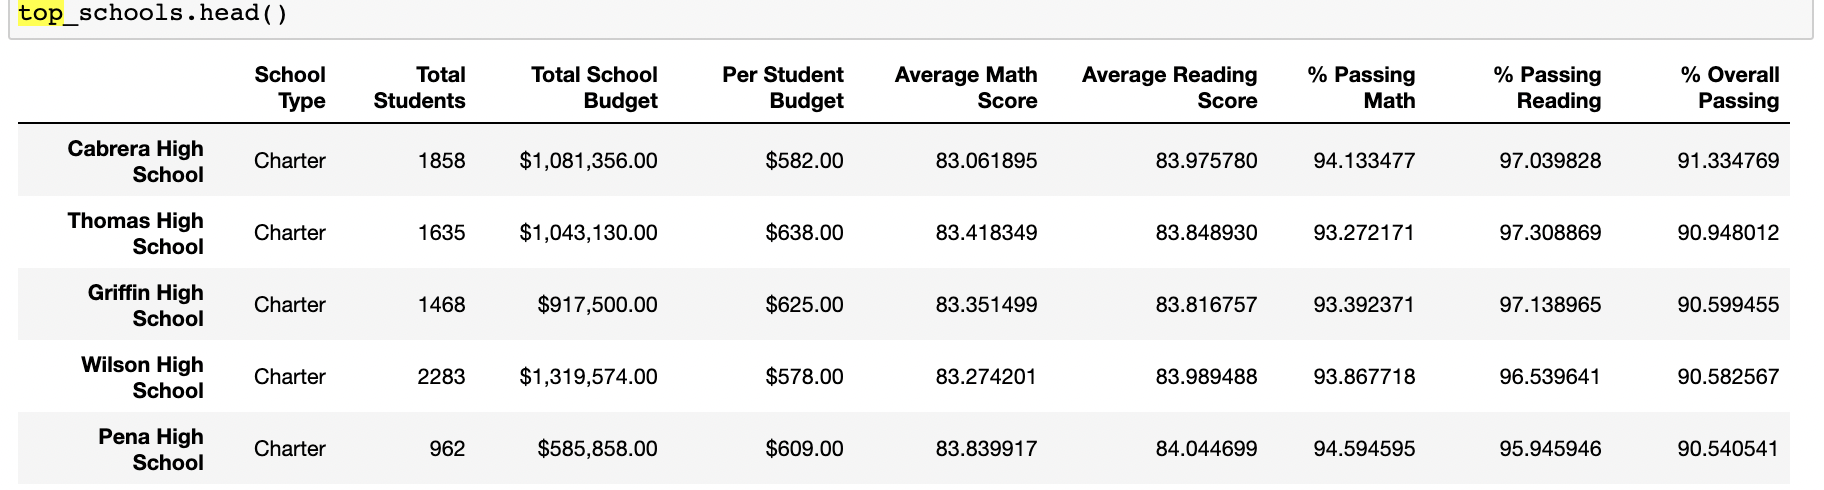 top_schools.head()
School Type Total Students Total School Budget Per Student Budget Average Math Score Average Reading Score % Passing Math % Passing Reading % Overall Passing
Cabrera High School Charter 1858 $1,081,356.00 $582.00 83.061895 83.975780 94.133477 97.039828 91.334769
Thomas High School Charter 1635 $1,043,130.00 $638.00 83.418349 83.848930 93.272171 97.308869 90.948012
Griffin High School Charter 1468 $917,500.00 $625.00 83.351499 83.816757 93.392371 97.138965 90.599455
Wilson High School Charter 2283 $1,319,574.00 $578.00 83.274201 83.989488 93.867718 96.539641 90.582567
Pena High School Charter 962 $585,858.00 $609.00 83.839917 84.044699 94.594595 95.945946 90.540541